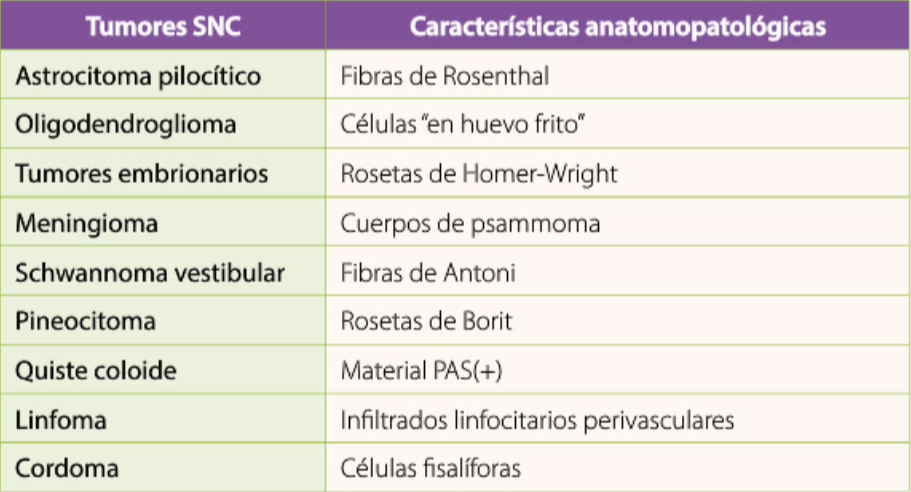 Tumores SNC Características anatomopatológicas
Astrocitoma pilocítico Fibras de Rosenthal
Oligodendroglioma Células "en huevo frito"
Tumores embrionarios Rosetas de Homer-Wright
Meningioma Cuerpos de psammoma
Schwannoma vestibular Fibras de Antoni
Pineocitoma Rosetas de Borit
Quiste coloide Material PAS(+)
Linfoma Infiltrados linfocitarios perivasculares
Cordoma Células fisalíforas